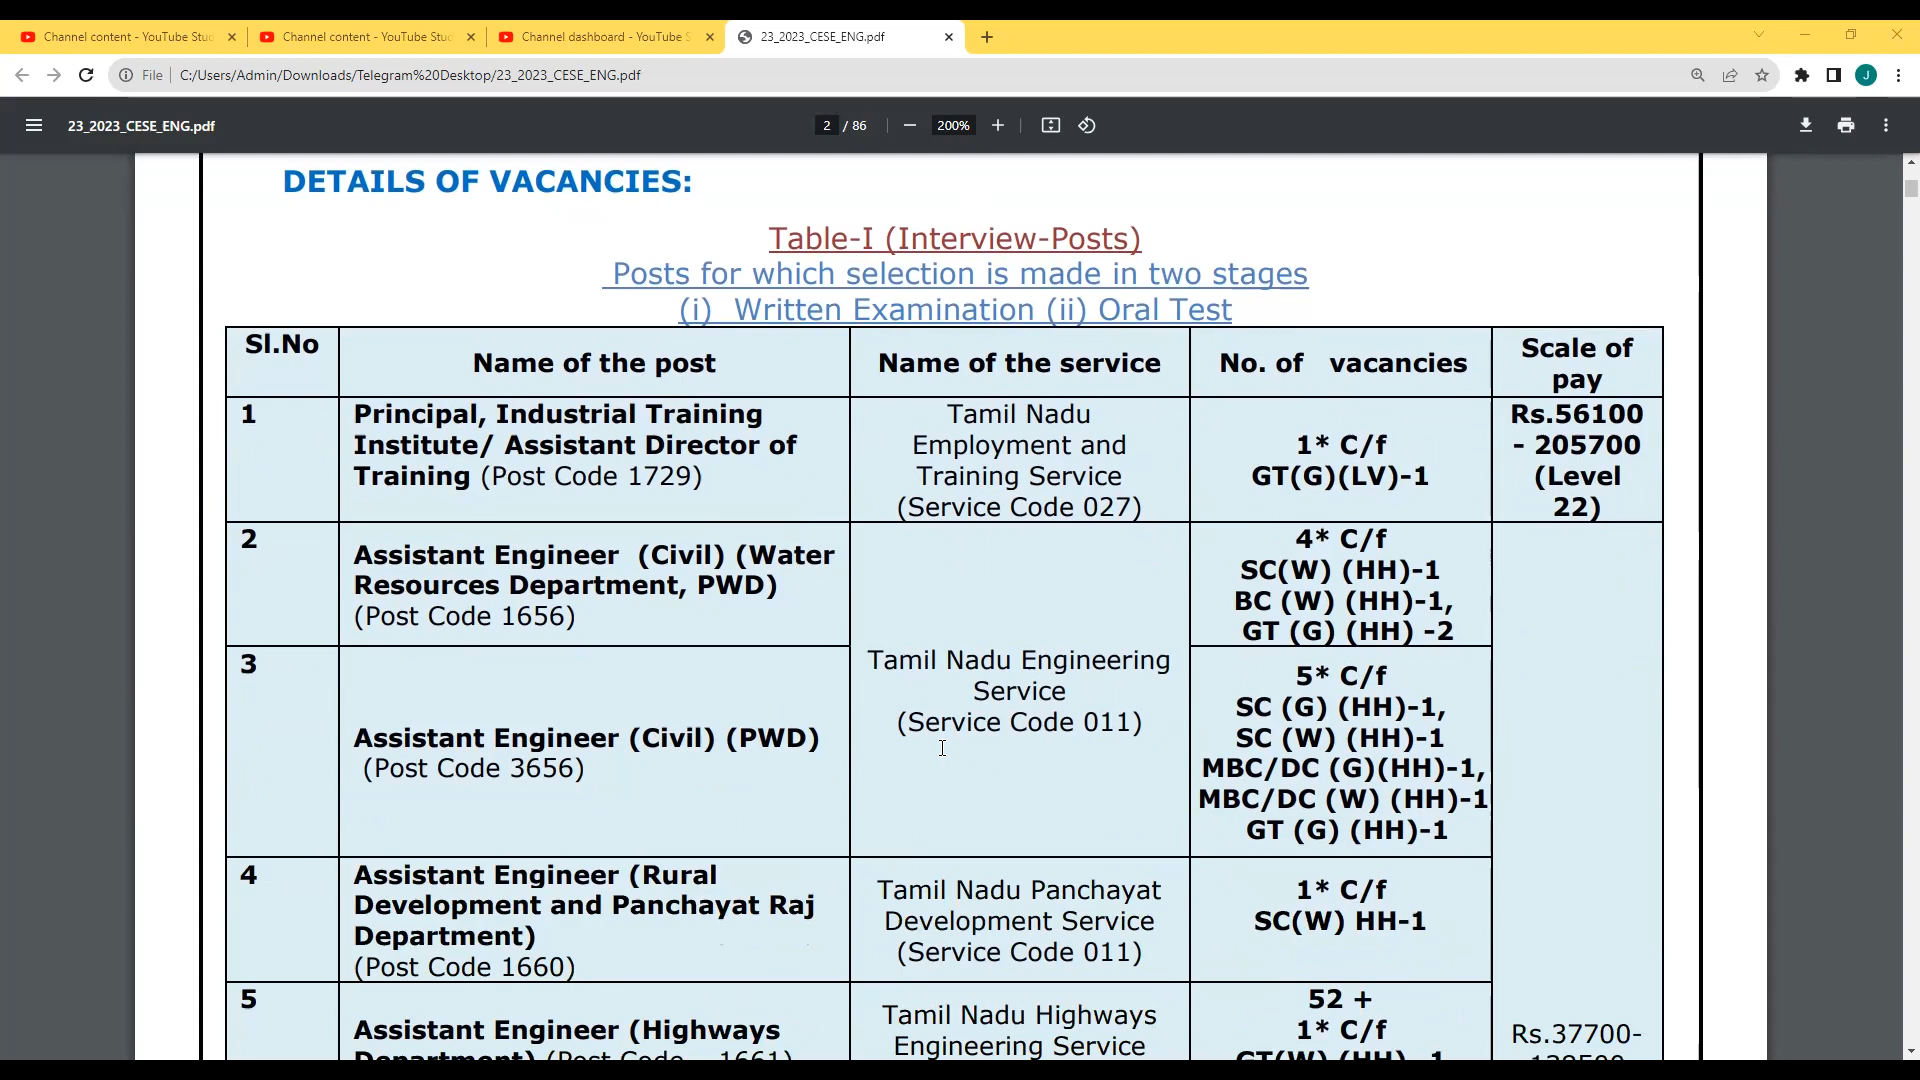 Channel content - YouTube Stud
Channel content - YouTube Stud
Channel dashboard - YouTube S
23_2023_CESE_ENG.pdf
File
C:/Users/Admin/Downloads/Telegram%20Desktop/23_2023_CESE_ENG.pdf
J
23_2023_CESE_ENG.pdf
2 / 86
200%
DETAILS OF VACANCIES:
Table-I (Interview-Posts)
Posts for which selection is made in two stages
(i) Written Examination (ii) Oral Test
Sl.No
Name of the post
Name of the service
No. of vacancies
Scale of
pay
1
Principal, Industrial Training
Institute/ Assistant Director of
Training (Post Code 1729)
Tamil Nadu
Employment and
Training Service
(Service Code 027)
1* C/f
GT(G)(LV)-1
Rs.56100
- 205700
(Level
22)
2
Assistant Engineer (Civil) (Water
Resources Department, PWD)
(Post Code 1656)
Tamil Nadu Engineering
Service
(Service Code 011)
4* C/f
SC(W) (HH)-1
BC (W) (HH)-1,
GT (G) (HH) -2
3
Assistant Engineer (Civil) (PWD)
(Post Code 3656)
5* C/f
SC (G) (HH)-1,
SC (W) (HH)-1
MBC/DC (G)(HH)-1,
MBC/DC (W) (HH)-1
GT (G) (HH)-1
4
Assistant Engineer (Rural
Development and Panchayat Raj
Department)
(Post Code 1660)
Tamil Nadu Panchayat
Development Service
(Service Code 011)
1* C/f
SC(W) HH-1
5
Assistant Engineer (Highways
Department) (Post Code 1661)
Tamil Nadu Highways
Engineering Service
52 +
1* C/f
GT(W) (HH) -1
Rs.37700-
138500